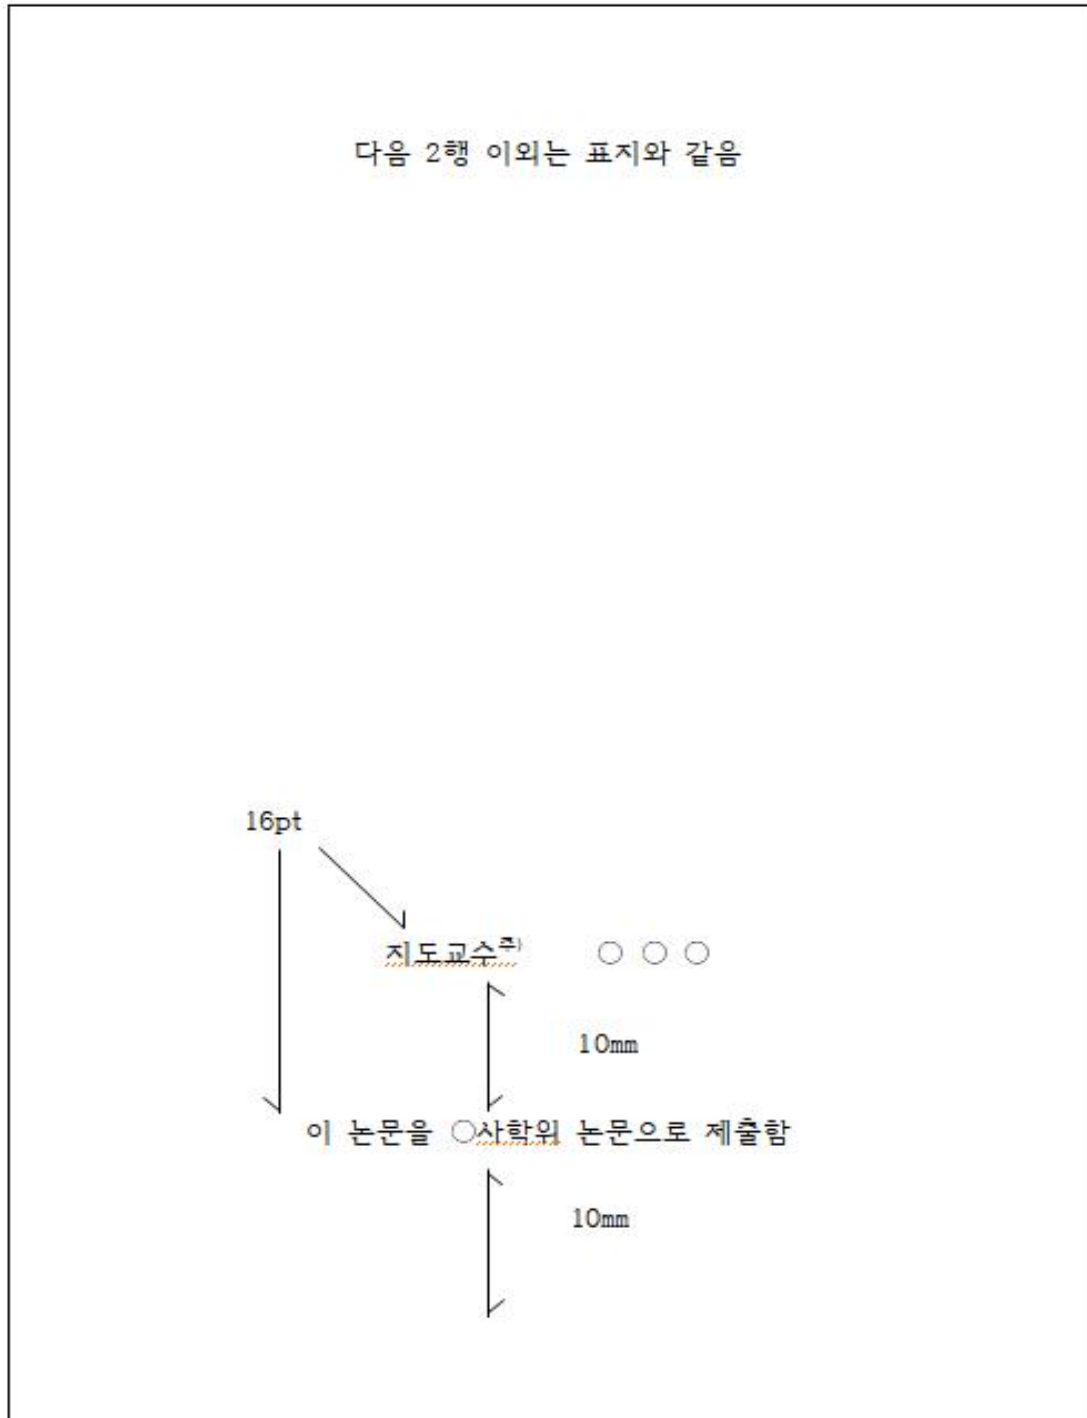 다음 2행 이외는 표지와 같음
16pt
지도교수주) ○ ○ ○
10mm
이 논문을 ○사학위 논문으로 제출함
10mm